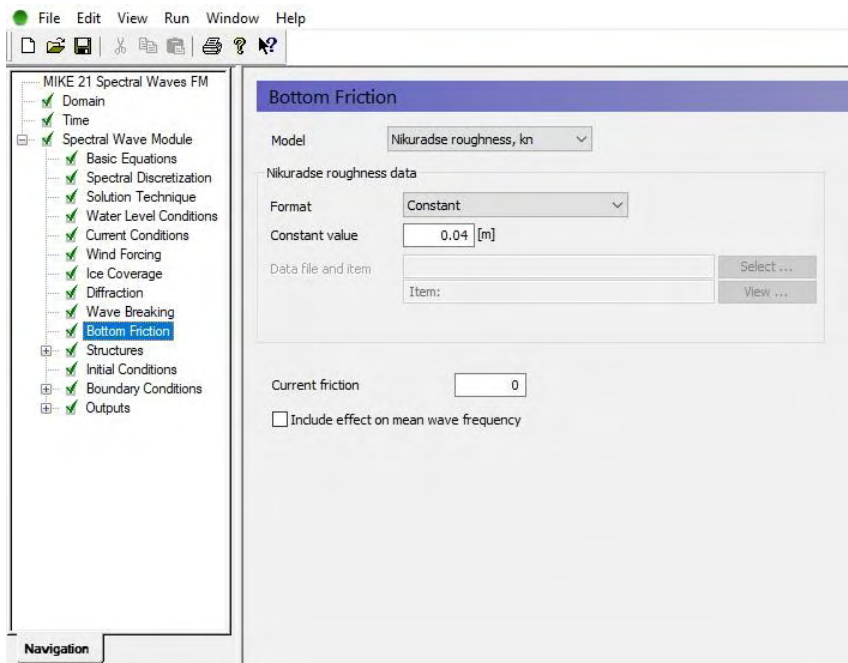 File Edit View Run Window Help
MIKE 21 Spectral Waves FM
Domain
Time
Spectral Wave Module
Basic Equations
Spectral Discretization
Solution Technique
Water Level Conditions
Current Conditions
Wind Forcing
Ice Coverage
Diffraction
Wave Breaking
Bottom Friction
Structures
Initial Conditions
Boundary Conditions
Outputs
Navigation
Bottom Friction
Model Nikuradse roughness, kn
Nikuradse roughness data
Format Constant
Constant value 0.04 [m]
Data file and item Select ...
Item: View ...
Current friction 0
Include effect on mean wave frequency